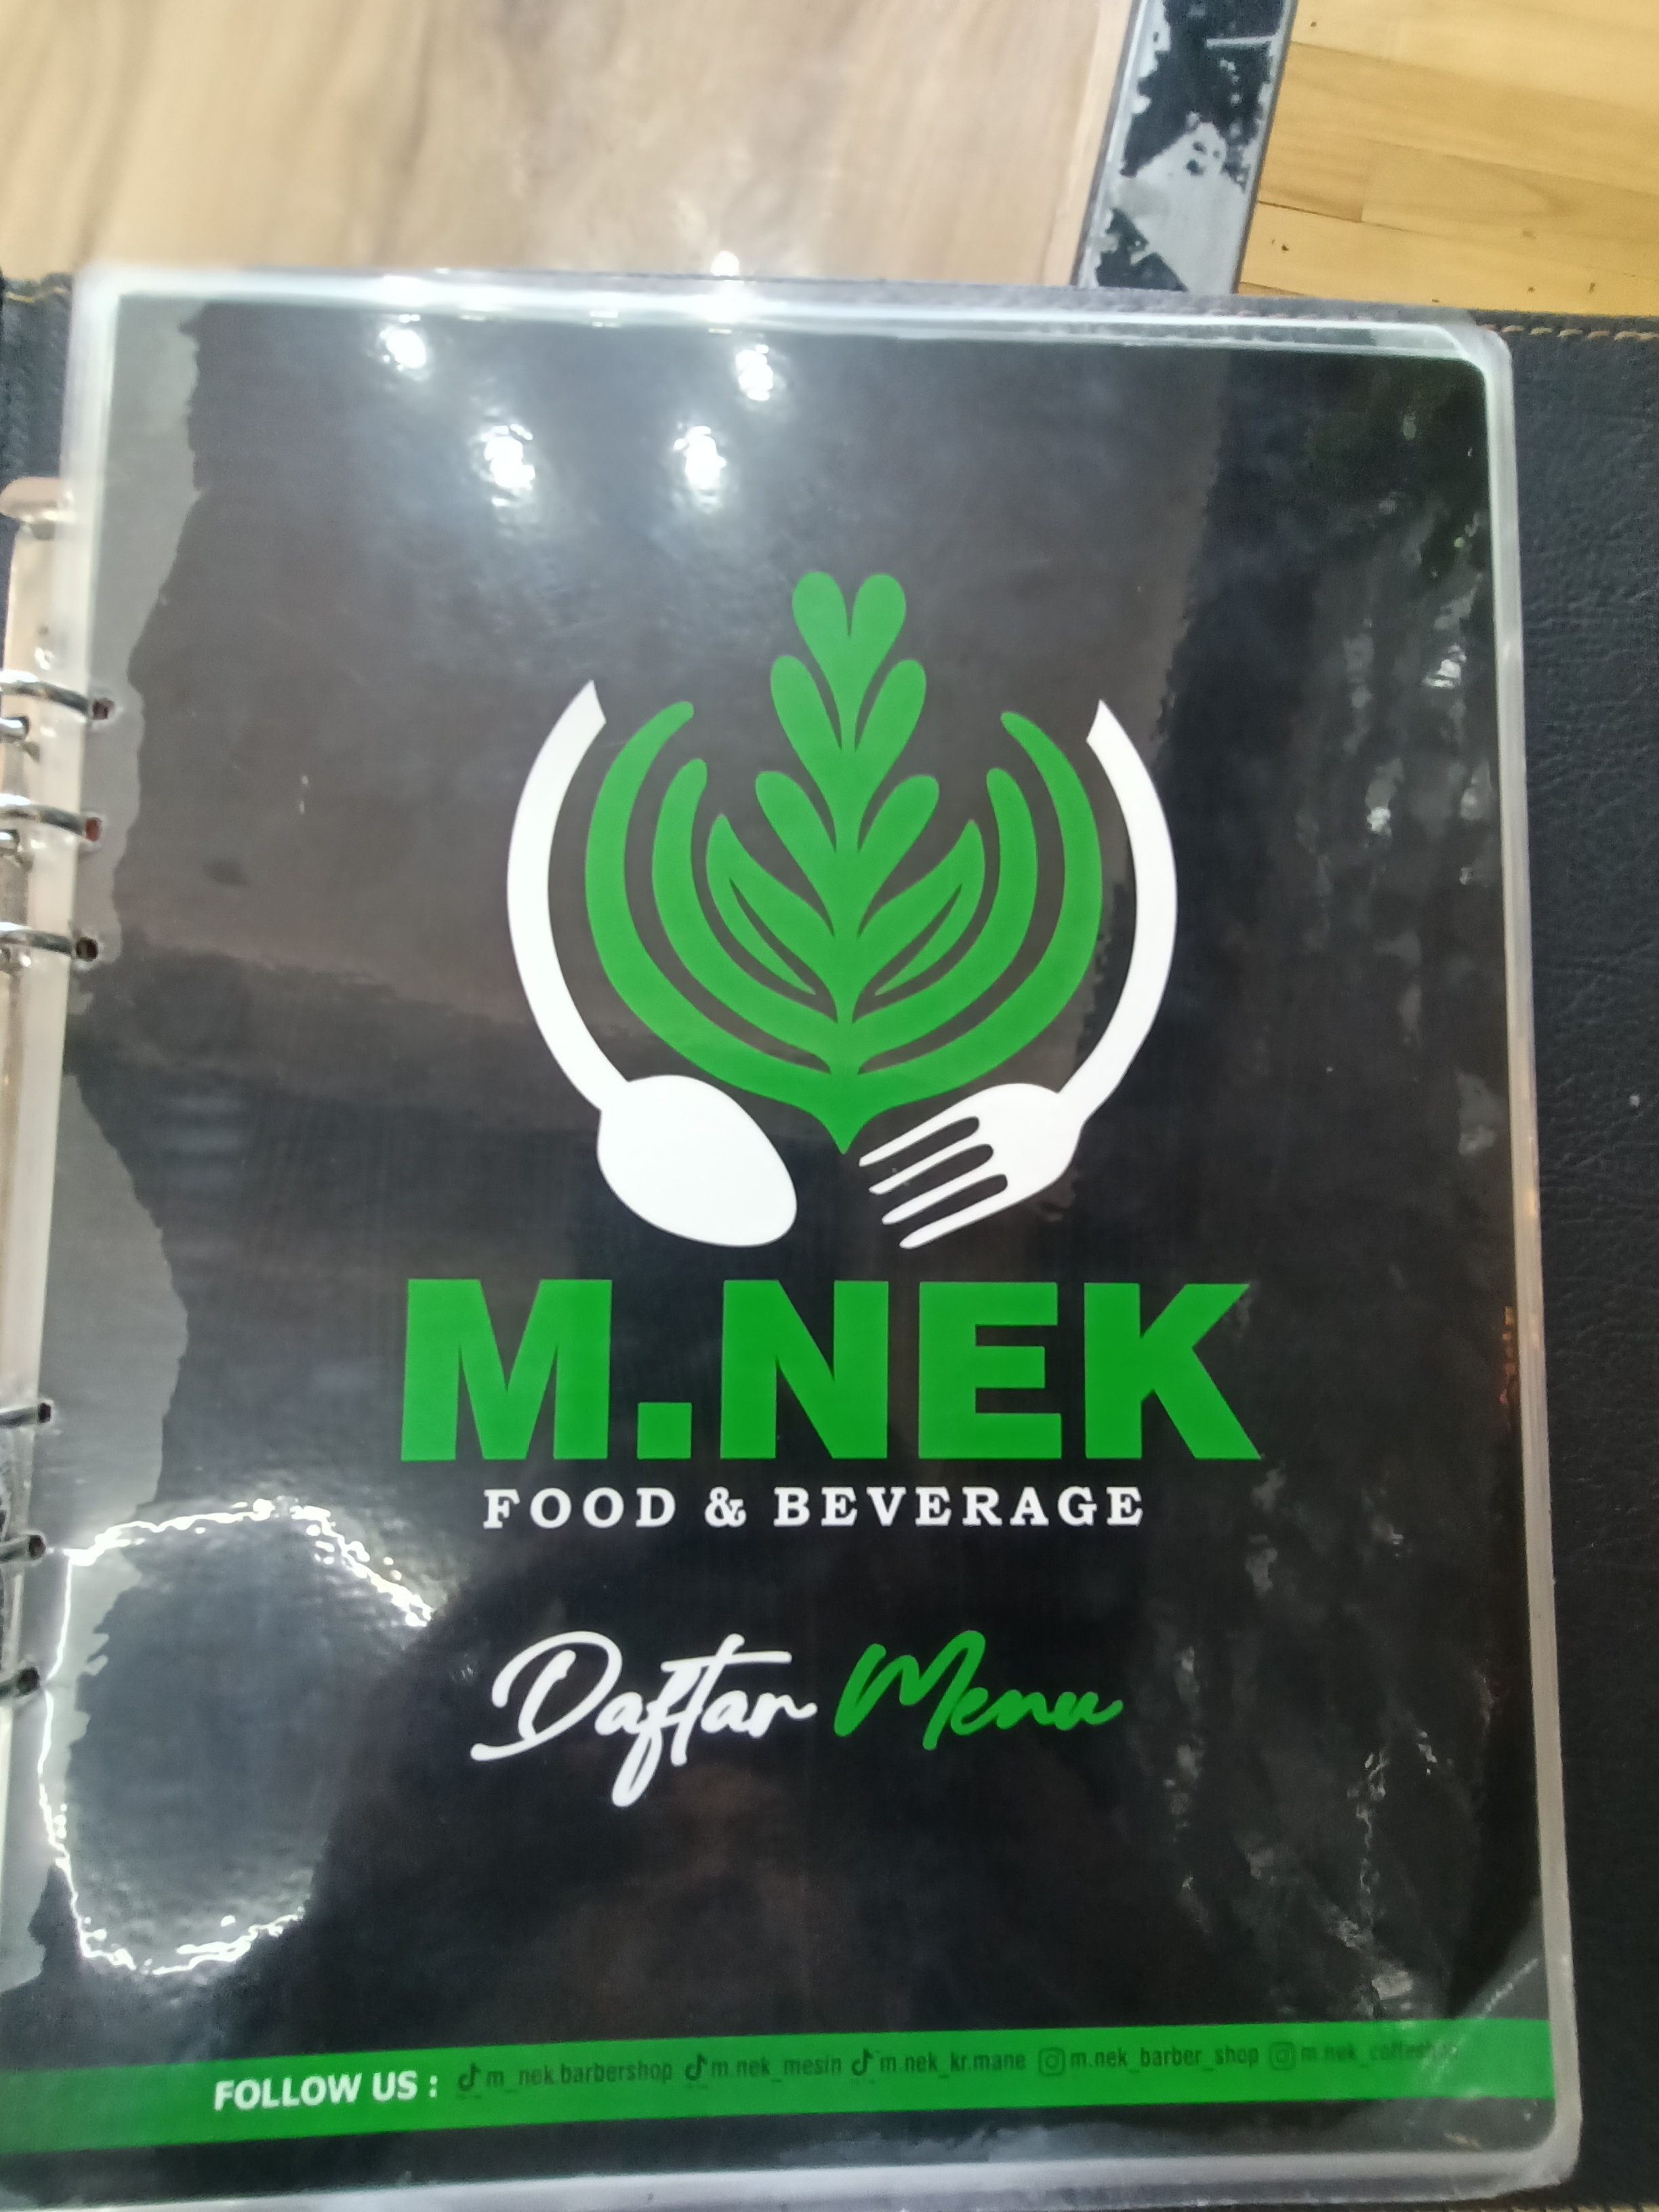 M.NEK
FOOD & BEVERAGE
Daftar Menu
FOLLOW US : m_nek.barbershop m.nek_mesin m.nek_kr.mane m.nek_barber_shop